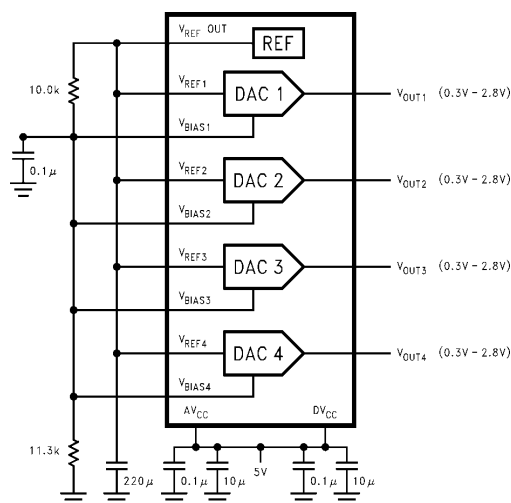 V_REF OUT
REF
10.0k
V_REF1
DAC 1
V_OUT1 (0.3V – 2.8V)
V_BIAS1
0.1μ
V_REF2
DAC 2
V_OUT2 (0.3V – 2.8V)
V_BIAS2
V_REF3
DAC 3
V_OUT3 (0.3V – 2.8V)
V_BIAS3
V_REF4
DAC 4
V_OUT4 (0.3V – 2.8V)
V_BIAS4
AV_CC
DV_CC
11.3k
220μ
0.1μ
10μ
5V
0.1μ
10μ